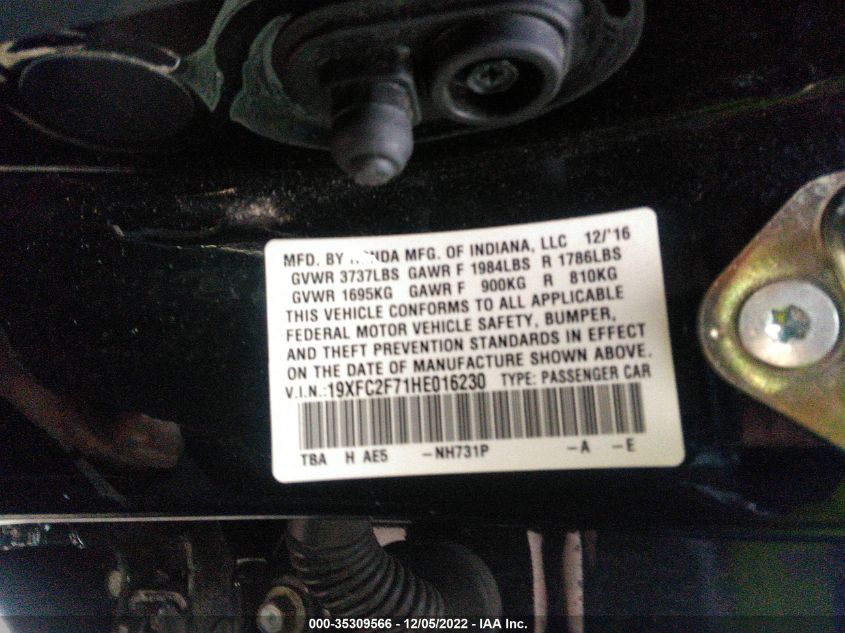 MFD. BY HONDA MFG. OF INDIANA, LLC 12/'16
GVWR 3737LBS GAWR F 1984LBS R 1786LBS
GVWR 1695KG GAWR F 900KG R 810KG
THIS VEHICLE CONFORMS TO ALL APPLICABLE
FEDERAL MOTOR VEHICLE SAFETY, BUMPER,
AND THEFT PREVENTION STANDARDS IN EFFECT
ON THE DATE OF MANUFACTURE SHOWN ABOVE.
V.I.N.:19XFC2F71HE016230 TYPE: PASSENGER CAR
TBA H AE5 -NH731P -A -E
000-35309566 - 12/05/2022 - IAA Inc.